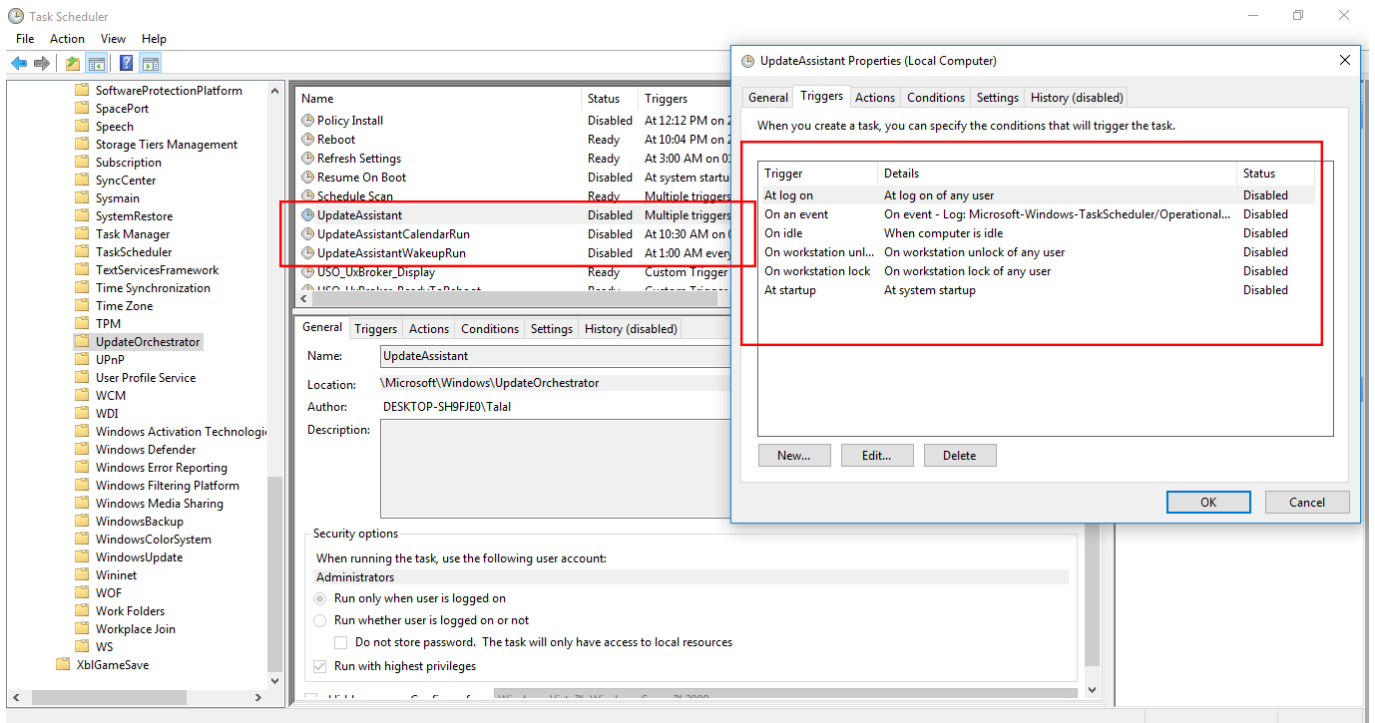 Task Scheduler
File Action View Help
SoftwareProtectionPlatform
SpacePort
Speech
Storage Tiers Management
Subscription
SyncCenter
Sysmain
SystemRestore
Task Manager
TaskScheduler
TextServicesFramework
Time Synchronization
Time Zone
TPM
UpdateOrchestrator
UPnP
User Profile Service
WCM
WDI
Windows Activation Technologi
Windows Defender
Windows Error Reporting
Windows Filtering Platform
Windows Media Sharing
WindowsBackup
WindowsColorSystem
WindowsUpdate
Wininet
WOF
Work Folders
Workplace Join
WS
XblGameSave
Name Status Triggers
Policy Install Disabled At 12:12 PM on 2
Reboot Ready At 10:04 PM on 2
Refresh Settings Ready At 3:00 AM on 0
Resume On Boot Disabled At system startu
Schedule Scan Ready Multiple triggers
UpdateAssistant Disabled Multiple triggers
UpdateAssistantCalendarRun Disabled At 10:30 AM on 0
UpdateAssistantWakeupRun Disabled At 1:00 AM every
USO_UxBroker_Display Ready Custom Trigger
USO_UxBroker_ReadyToReboot Ready Custom Trigger
General Triggers Actions Conditions Settings History (disabled)
Name: UpdateAssistant
Location: \Microsoft\Windows\UpdateOrchestrator
Author: DESKTOP-SH9FJE0\Talal
Description:
Security options
When running the task, use the following user account:
Administrators
Run only when user is logged on
Run whether user is logged on or not
Do not store password. The task will only have access to local resources
Run with highest privileges
UpdateAssistant Properties (Local Computer)
General Triggers Actions Conditions Settings History (disabled)
When you create a task, you can specify the conditions that will trigger the task.
Trigger Details Status
At log on At log on of any user Disabled
On an event On event - Log: Microsoft-Windows-TaskScheduler/Operational... Disabled
On idle When computer is idle Disabled
On workstation unl... On workstation unlock of any user Disabled
On workstation lock On workstation lock of any user Disabled
At startup At system startup Disabled
New... Edit... Delete
OK Cancel